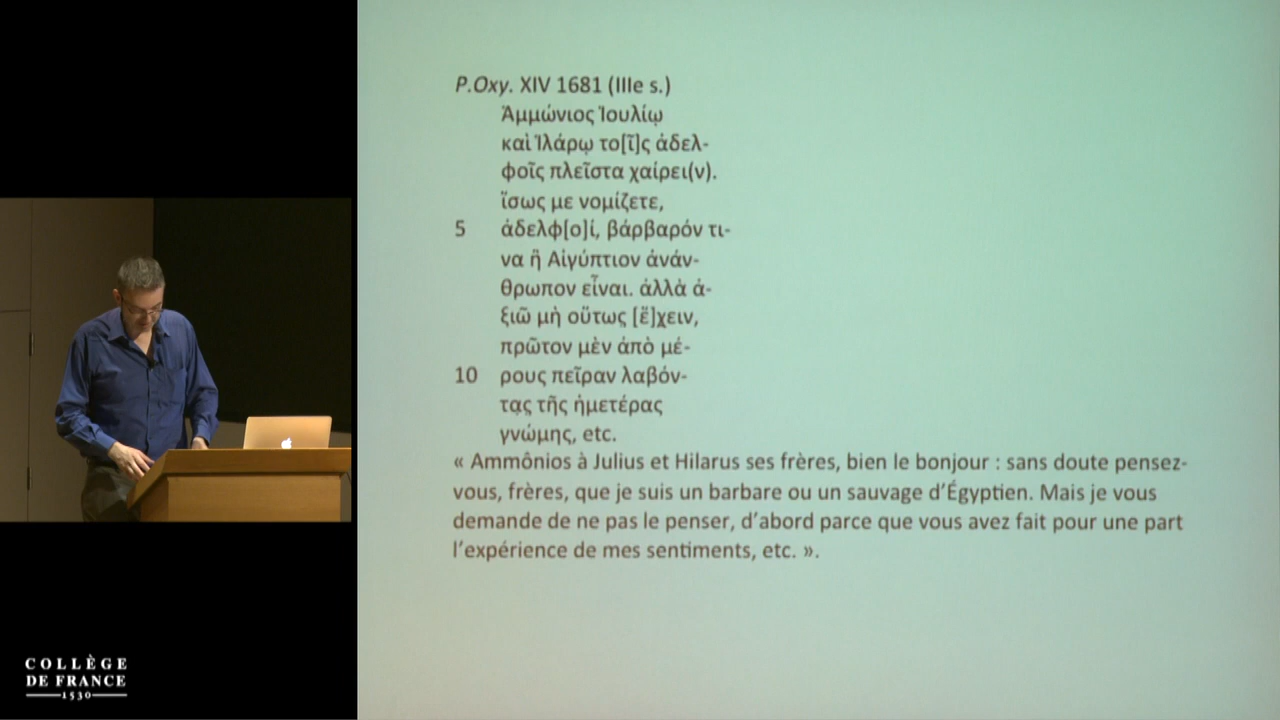 P.Oxy. XIV 1681 (IIIe s.)
Ἀμμώνιος Ἰουλίῳ
καὶ Ἱλάρῳ το[ῖ]ς ἀδελ-
φοῖς πλεῖστα χαίρει(ν).
ἴσως με νομίζετε,
5 ἀδελφ[ο]ί, βάρβαρόν τι-
να ἢ Αἰγύπτιον ἀνάν-
θρωπον εἶναι. ἀλλὰ ἀ-
ξιῶ μὴ οὕτως [ἔ]χειν,
πρῶτον μὲν ἀπὸ μέ-
10 ρους πεῖραν λαβόν-
τα̣ς τῆς ἡμετέρας
γνώμης, etc.
« Ammônios à Julius et Hilarus ses frères, bien le bonjour : sans doute pensez-
vous, frères, que je suis un barbare ou un sauvage d’Égyptien. Mais je vous
demande de ne pas le penser, d’abord parce que vous avez fait pour une part
l’expérience de mes sentiments, etc. ».
COLLÈGE
DE FRANCE
1530